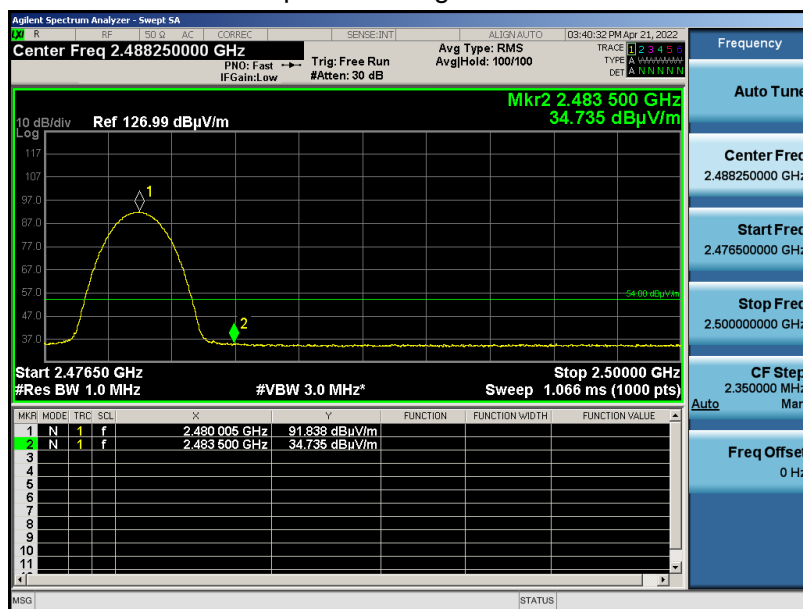 Agilent Spectrum Analyzer - Swept SA
LXI R RF 50 Ω AC CORREC SENSE:INT ALIGN AUTO 03:40:32 PM Apr 21, 2022
Center Freq 2.488250000 GHz
PNO: Fast
IFGain:Low
Trig: Free Run
#Atten: 30 dB
Avg Type: RMS
Avg|Hold: 100/100
TRACE 1 2 3 4 5 6
TYPE A WWWWW
DET A N N N N N
Mkr2 2.483 500 GHz
34.735 dBµV/m
10 dB/div Ref 126.99 dBµV/m
Log
117
107
97.0
87.0
77.0
67.0
57.0
47.0
37.0
1
2
54.00 dBµV/m
Start 2.47650 GHz Stop 2.50000 GHz
#Res BW 1.0 MHz #VBW 3.0 MHz* Sweep 1.066 ms (1000 pts)
MKR MODE TRC SCL X Y FUNCTION FUNCTION WIDTH FUNCTION VALUE
1 N 1 f 2.480 005 GHz 91.838 dBµV/m
2 N 1 f 2.483 500 GHz 34.735 dBµV/m
3
4
5
6
7
8
9
10
11
MSG STATUS
Frequency
Auto Tune
Center Freq
2.488250000 GHz
Start Freq
2.476500000 GHz
Stop Freq
2.500000000 GHz
CF Step
2.350000 MHz
Auto Man
Freq Offset
0 Hz